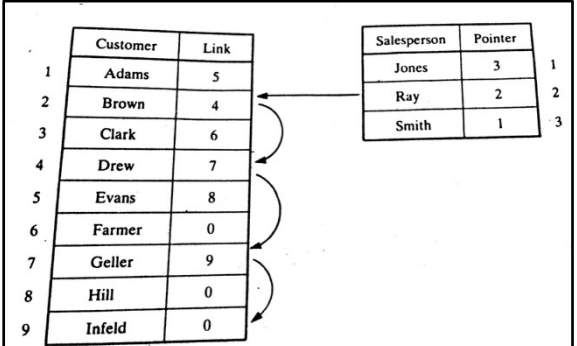 Customer Link
1 Adams 5
2 Brown 4
3 Clark 6
4 Drew 7
5 Evans 8
6 Farmer 0
7 Geller 9
8 Hill 0
9 Infeld 0
Salesperson Pointer
Jones 3 1
Ray 2 2
Smith 1 3